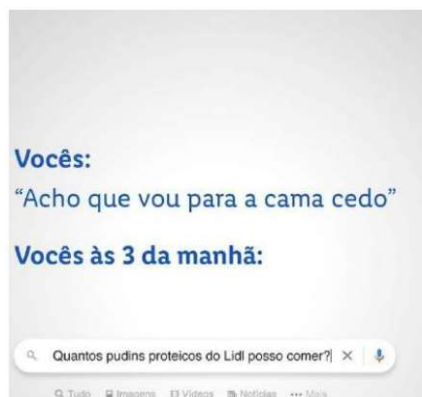 Vocês:
“Acho que vou para a cama cedo”
Vocês às 3 da manhã:
Quantos pudins proteicos do Lidl posso comer?
Tudo Imagens Vídeos Notícias Mais